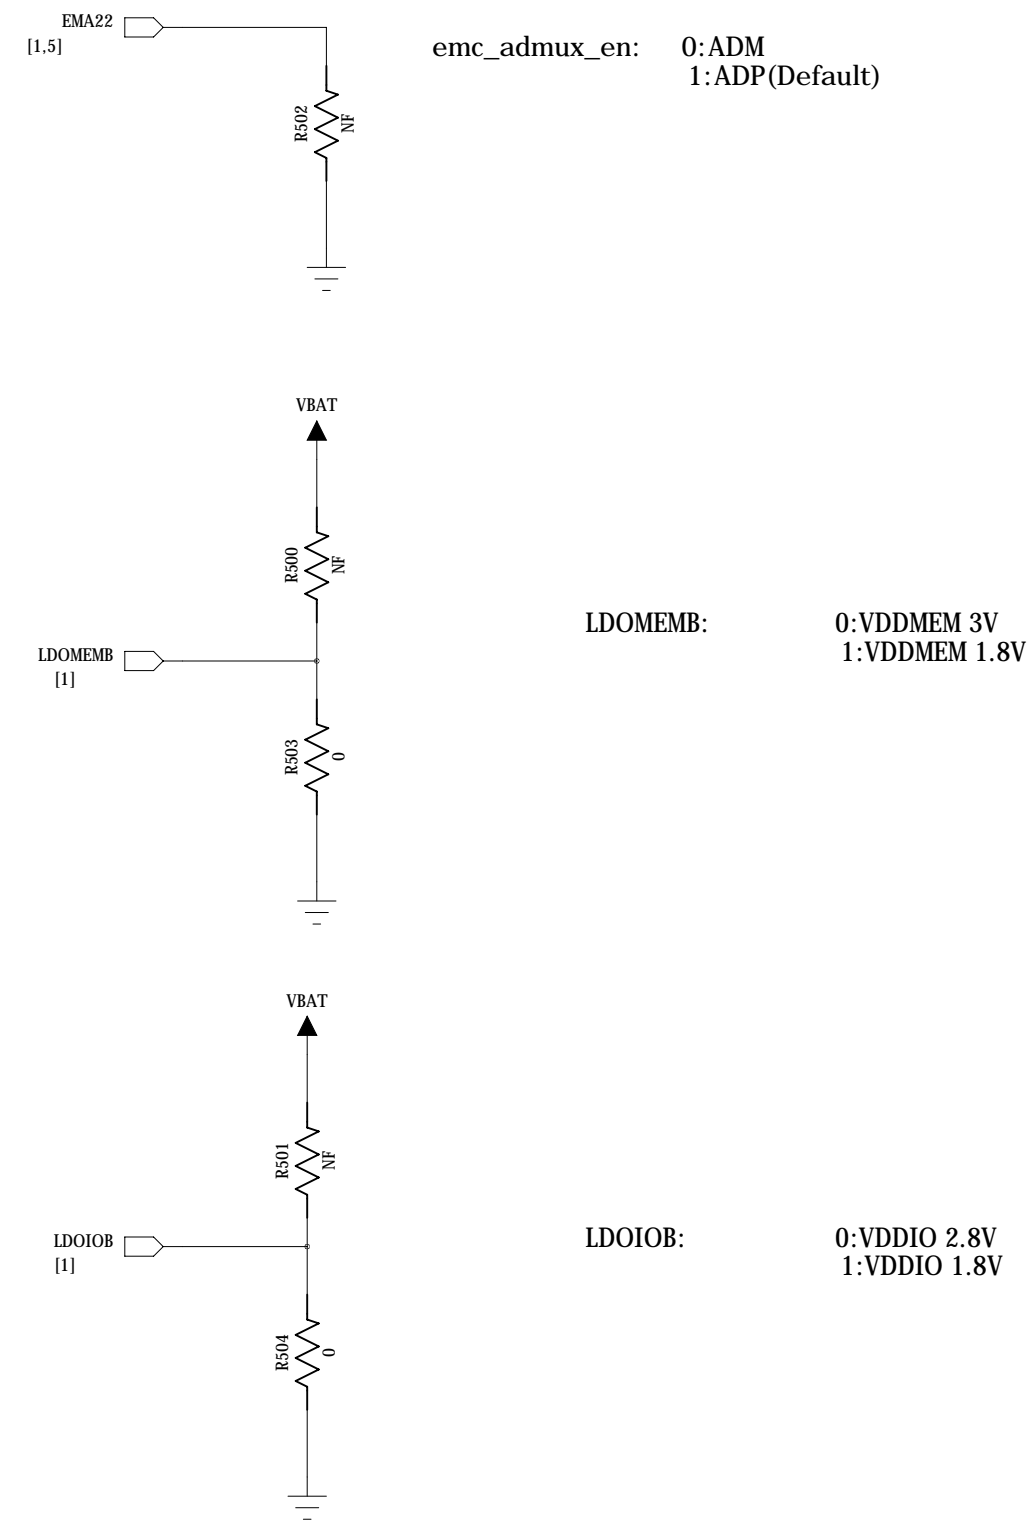 EMA22
[1,5]
emc_admux_en: 0:ADM
1:ADP(Default)
R502
NF
VBAT
R500
NF
LDOMEMB
[1]
LDOMEMB: 0:VDDMEM 3V
1:VDDMEM 1.8V
R503
0
VBAT
R501
NF
LDOIOB
[1]
LDOIOB: 0:VDDIO 2.8V
1:VDDIO 1.8V
R504
0